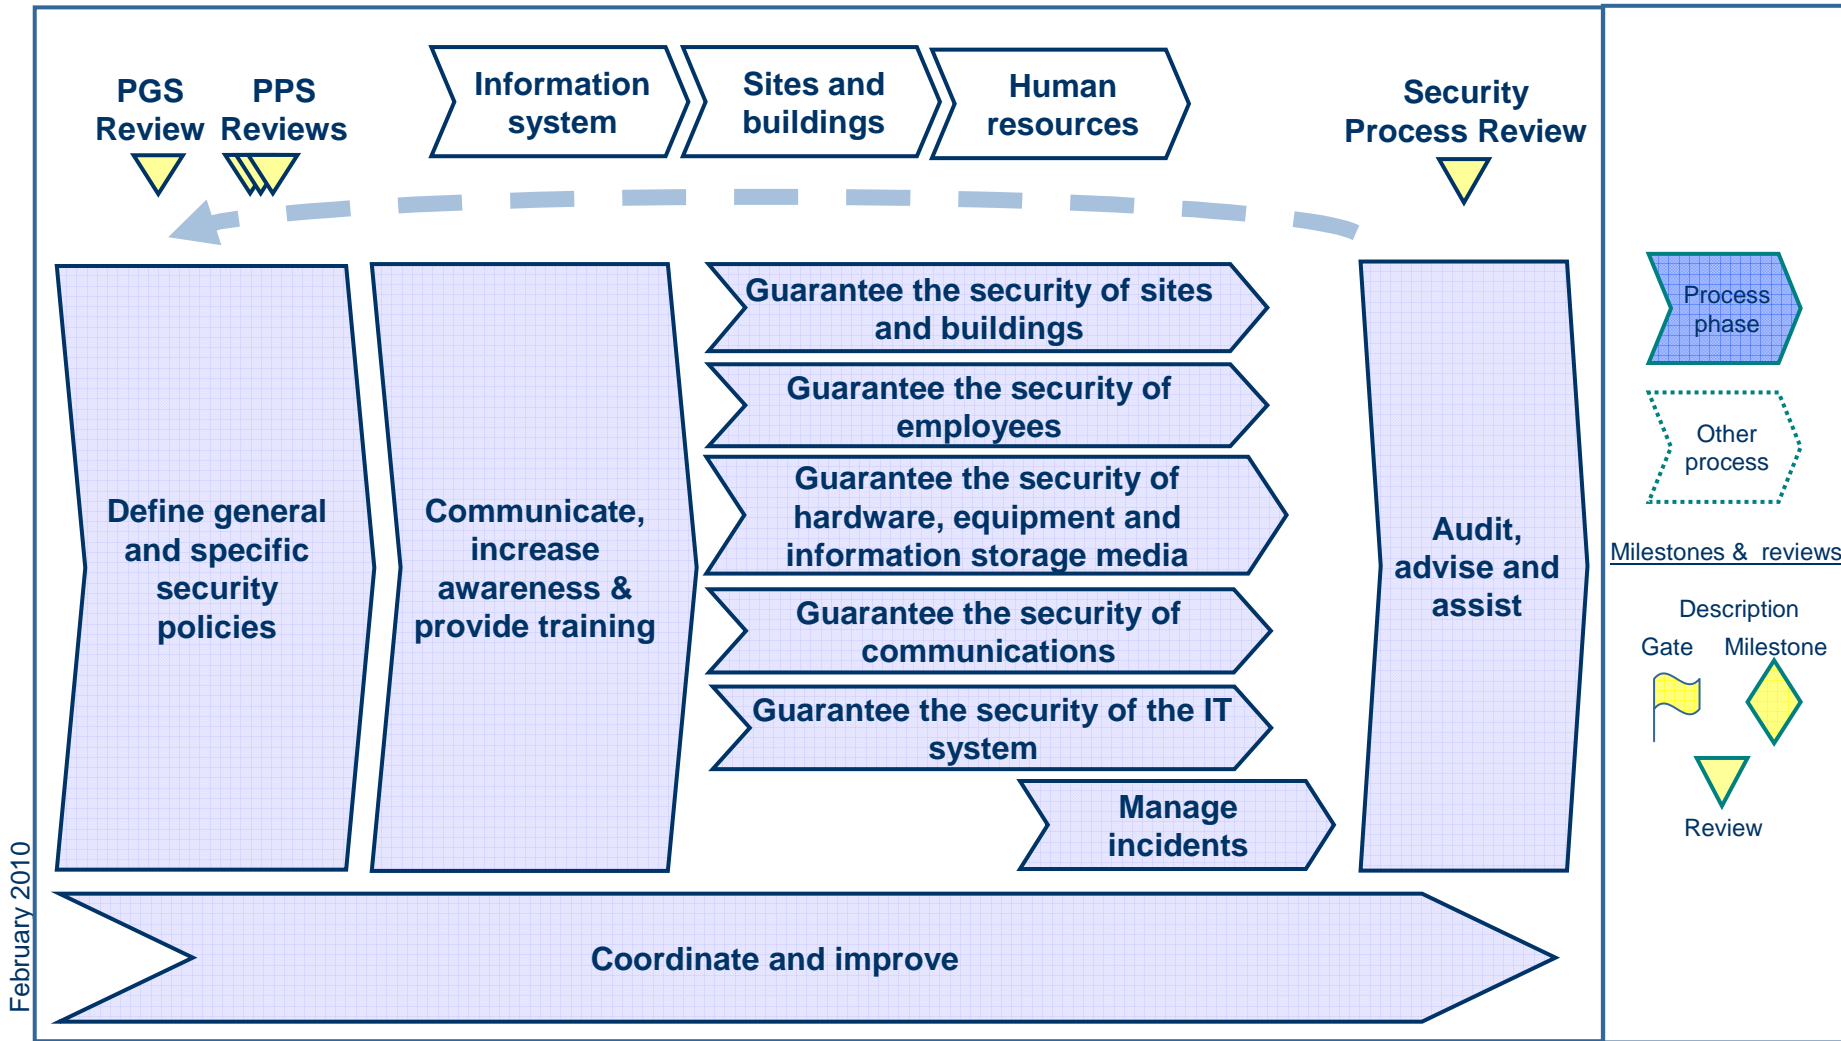 PGS
Review
PPS
Reviews
Information
system
Sites and
buildings
Human
resources
Security
Process Review
Define general
and specific
security
policies
Communicate,
increase
awareness &
provide training
Guarantee the security of sites
and buildings
Guarantee the security of
employees
Guarantee the security of
hardware, equipment and
information storage media
Guarantee the security of
communications
Guarantee the security of the IT
system
Manage
incidents
Audit,
advise and
assist
Coordinate and improve
February 2010
Process
phase
Other
process
Milestones & reviews
Description
Gate
Milestone
Review